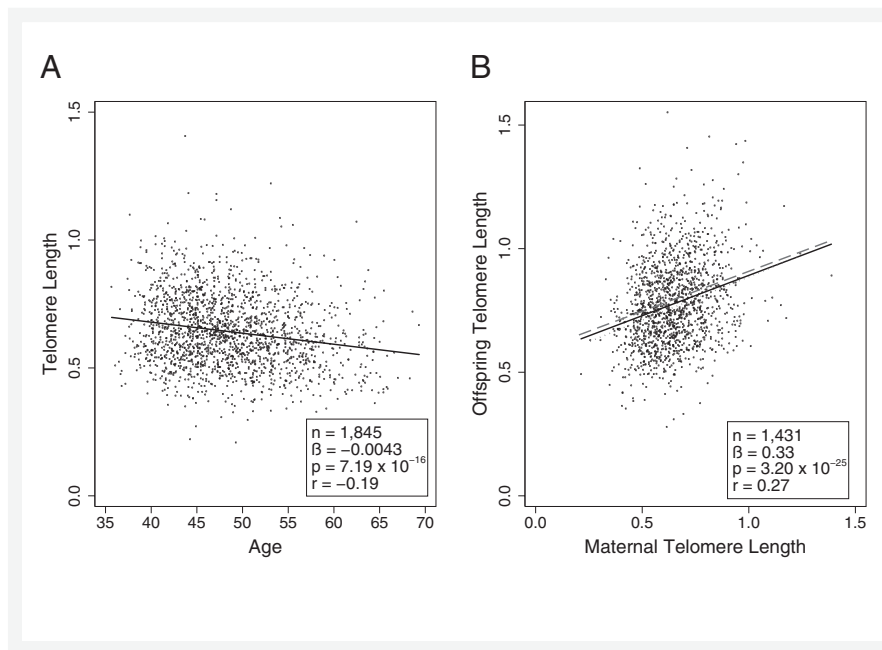 A
Telomere Length
1.5
1.0
0.5
0.0
n = 1,845
ß = −0.0043
p = 7.19 x 10⁻¹⁶
r = −0.19
35 40 45 50 55 60 65 70
Age
B
Offspring Telomere Length
1.5
1.0
0.5
0.0
n = 1,431
ß = 0.33
p = 3.20 x 10⁻²⁵
r = 0.27
0.0 0.5 1.0 1.5
Maternal Telomere Length